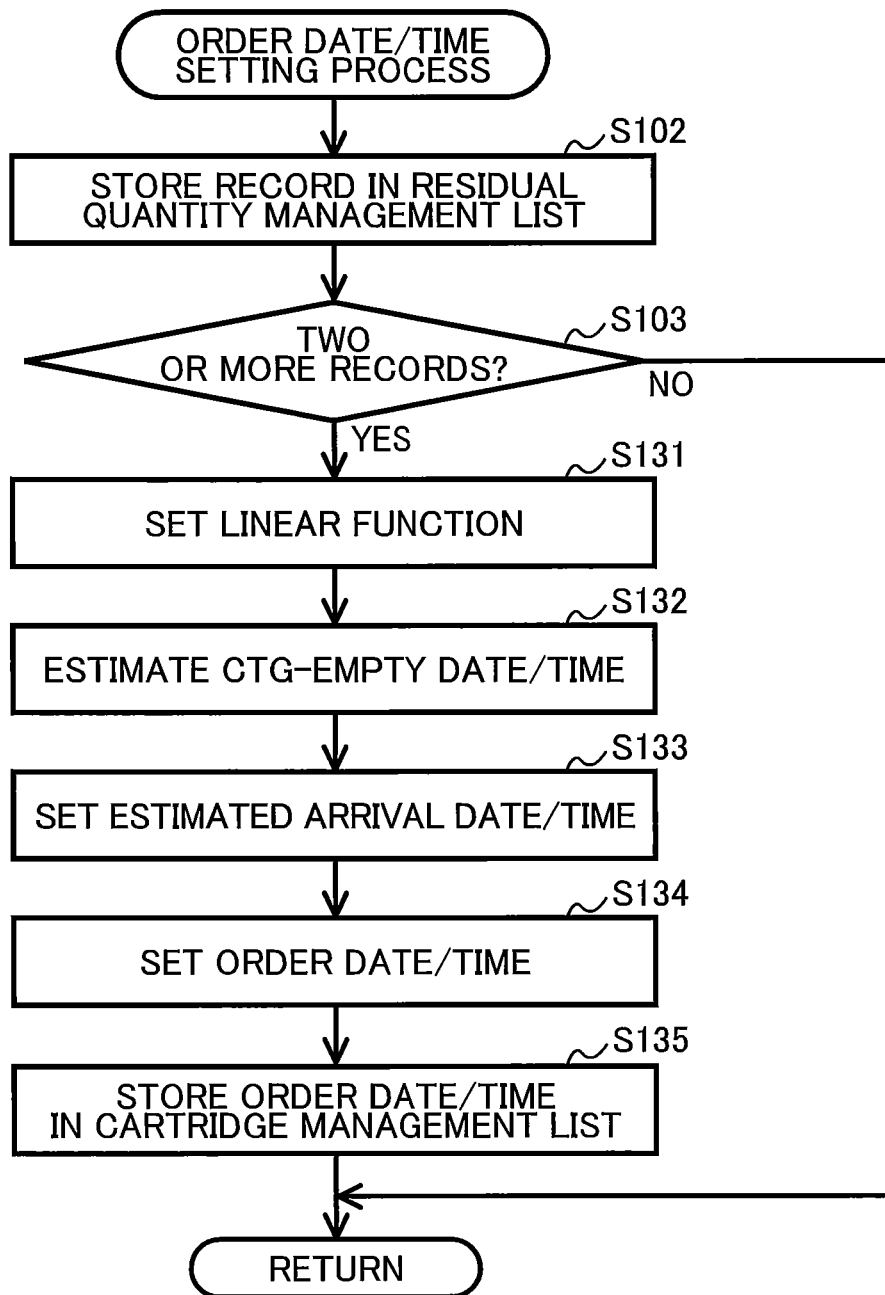 ORDER DATE/TIME
SETTING PROCESS
S102
STORE RECORD IN RESIDUAL
QUANTITY MANAGEMENT LIST
S103
TWO
OR MORE RECORDS?
NO
YES
S131
SET LINEAR FUNCTION
S132
ESTIMATE CTG-EMPTY DATE/TIME
S133
SET ESTIMATED ARRIVAL DATE/TIME
S134
SET ORDER DATE/TIME
S135
STORE ORDER DATE/TIME
IN CARTRIDGE MANAGEMENT LIST
RETURN